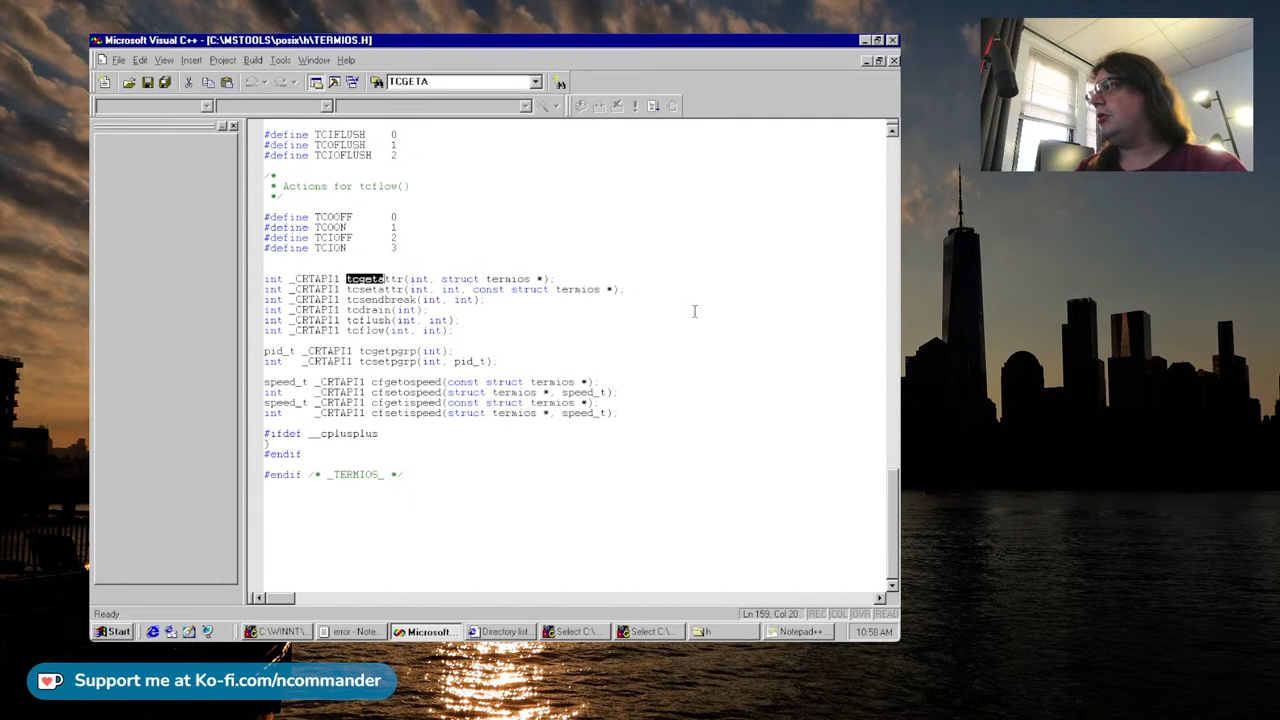 Microsoft Visual C++ - [C:\MSTOOLS\posix\h\TERMIOS.H]
File Edit View Insert Project Build Tools Window Help
TCGETA
#define TCIFLUSH 0
#define TCOFLUSH 1
#define TCIOFLUSH 2
/*
* Actions for tcflow()
*/
#define TCOOFF 0
#define TCOON 1
#define TCIOFF 2
#define TCION 3
int _CRTAPI1 tcgetattr(int, struct termios *);
int _CRTAPI1 tcsetattr(int, int, const struct termios *);
int _CRTAPI1 tcsendbreak(int, int);
int _CRTAPI1 tcdrain(int);
int _CRTAPI1 tcflush(int, int);
int _CRTAPI1 tcflow(int, int);
pid_t _CRTAPI1 tcgetpgrp(int);
int _CRTAPI1 tcsetpgrp(int, pid_t);
speed_t _CRTAPI1 cfgetospeed(const struct termios *);
int _CRTAPI1 cfsetospeed(struct termios *, speed_t);
speed_t _CRTAPI1 cfgetispeed(const struct termios *);
int _CRTAPI1 cfsetispeed(struct termios *, speed_t);
#ifdef __cplusplus
}
#endif
#endif /* _TERMIOS_ */
Ready Ln 159, Col 20 REC COL OVR READ
Start C:\WINNT\... error - Note... Microsoft... Directory list... Select C:\... Select C:\... h Notepad++ ... 10:58 AM
Support me at Ko-fi.com/ncommander